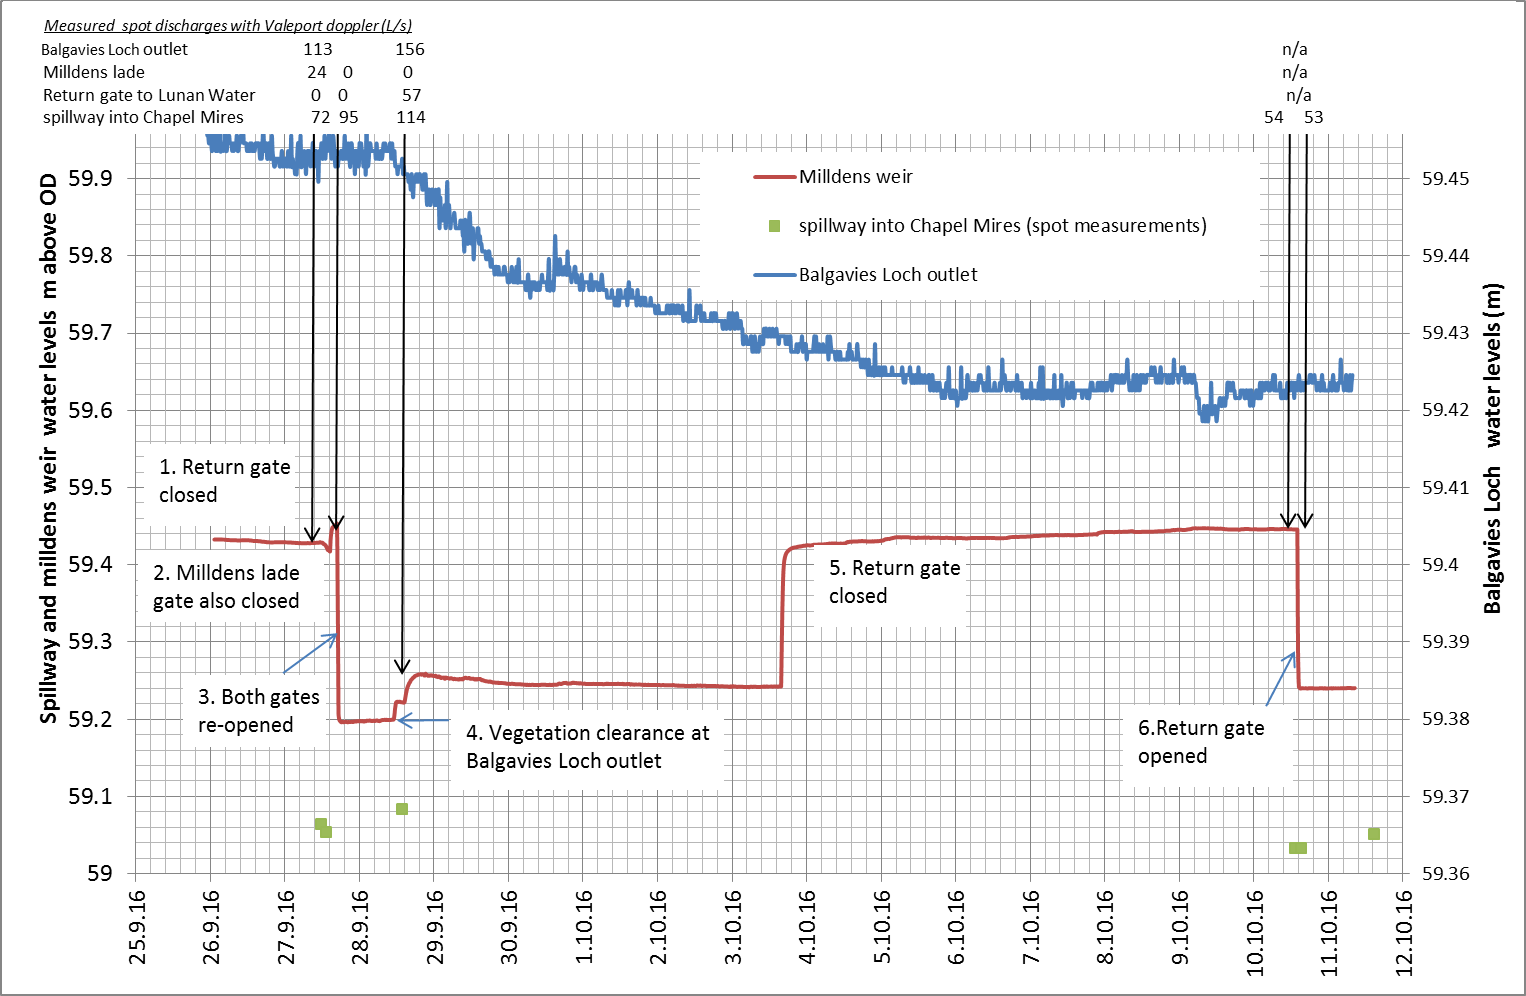 Measured spot discharges with Valeport doppler (L/s)
Balgavies Loch outlet 113 156 n/a
Milldens lade 24 0 0 n/a
Return gate to Lunan Water 0 0 57 n/a
spillway into Chapel Mires 72 95 114 54 53
Milldens weir
spillway into Chapel Mires (spot measurements)
Balgavies Loch outlet
Spillway and milldens weir water levels m above OD
59.9
59.8
59.7
59.6
59.5
59.4
59.3
59.2
59.1
59
1. Return gate
closed
2. Milldens lade
gate also closed
3. Both gates
re-opened
4. Vegetation clearance at
Balgavies Loch outlet
5. Return gate
closed
6.Return gate
opened
59.45
59.44
59.43
59.42
59.41
59.4
59.39
59.38
59.37
59.36
Balgavies Loch water levels (m)
25.9.16
26.9.16
27.9.16
28.9.16
29.9.16
30.9.16
1.10.16
2.10.16
3.10.16
4.10.16
5.10.16
6.10.16
7.10.16
8.10.16
9.10.16
10.10.16
11.10.16
12.10.16